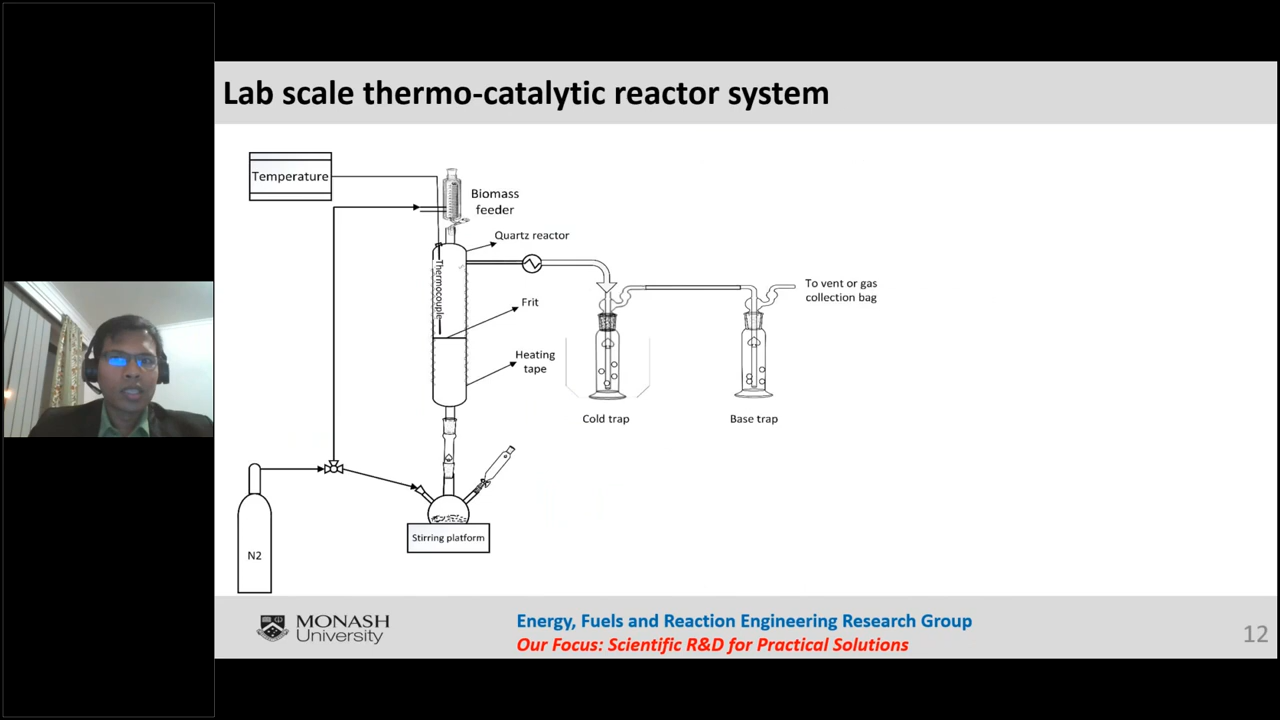 Lab scale thermo-catalytic reactor system
Temperature
Biomass
feeder
Quartz reactor
Thermocouple
Frit
Heating
tape
To vent or gas
collection bag
Cold trap
Base trap
Stirring platform
N2
MONASH
University
Energy, Fuels and Reaction Engineering Research Group
Our Focus: Scientific R&D for Practical Solutions
12